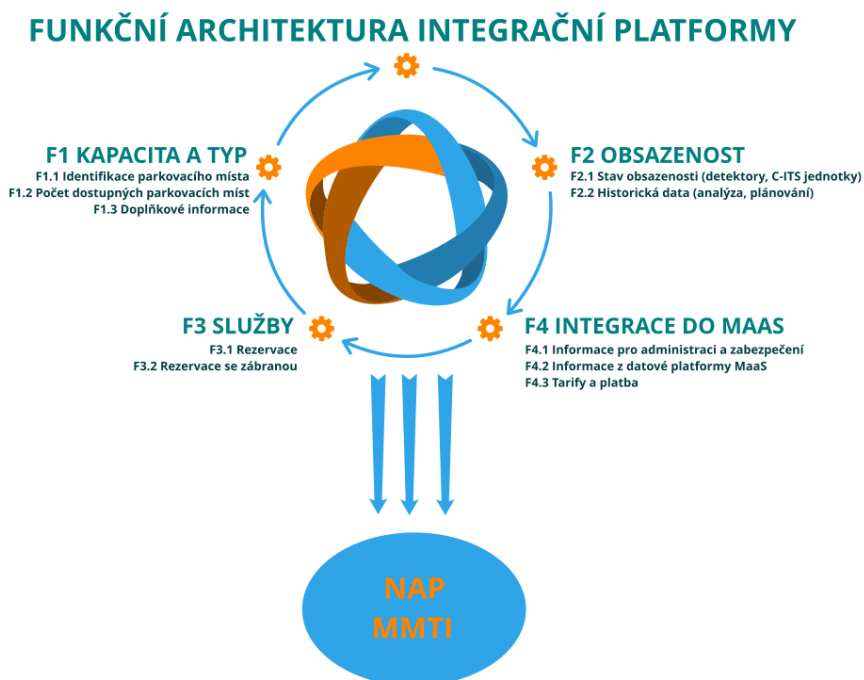 FUNKČNÍ ARCHITEKTURA INTEGRAČNÍ PLATFORMY
F1 KAPACITA A TYP
F1.1 Identifikace parkovacího místa
F1.2 Počet dostupných parkovacích míst
F1.3 Doplňkové informace
F2 OBSAZENOST
F2.1 Stav obsazenosti (detektory, C-ITS jednotky)
F2.2 Historická data (analýza, plánování)
F3 SLUŽBY
F3.1 Rezervace
F3.2 Rezervace se zábranou
F4 INTEGRACE DO MAAS
F4.1 Informace pro administraci a zabezpečení
F4.2 Informace z datové platformy MaaS
F4.3 Tarify a platba
NAP
MMTI